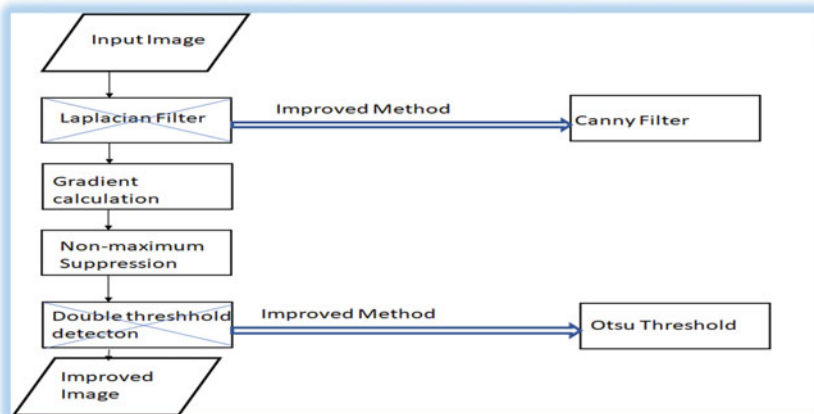 Input Image
Laplacian Filter
Improved Method
Canny Filter
Gradient
calculation
Non-maximum
Suppression
Double threshhold
detecton
Improved Method
Otsu Threshold
Improved
Image